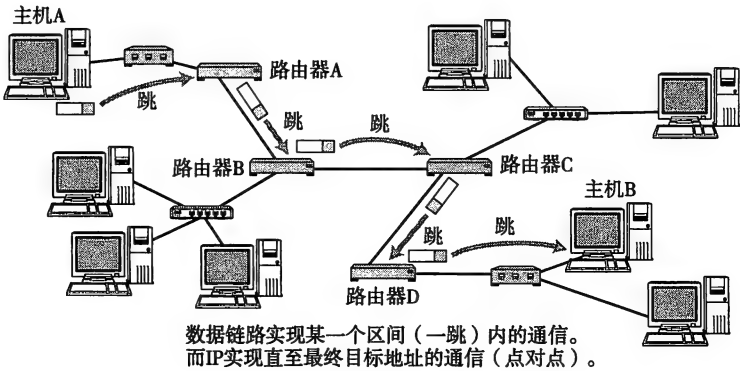 主机A
路由器A
跳
跳
跳
路由器B
路由器C
主机B
跳
跳
路由器D
数据链路实现某一个区间（一跳）内的通信。
而IP实现直至最终目标地址的通信（点对点）。